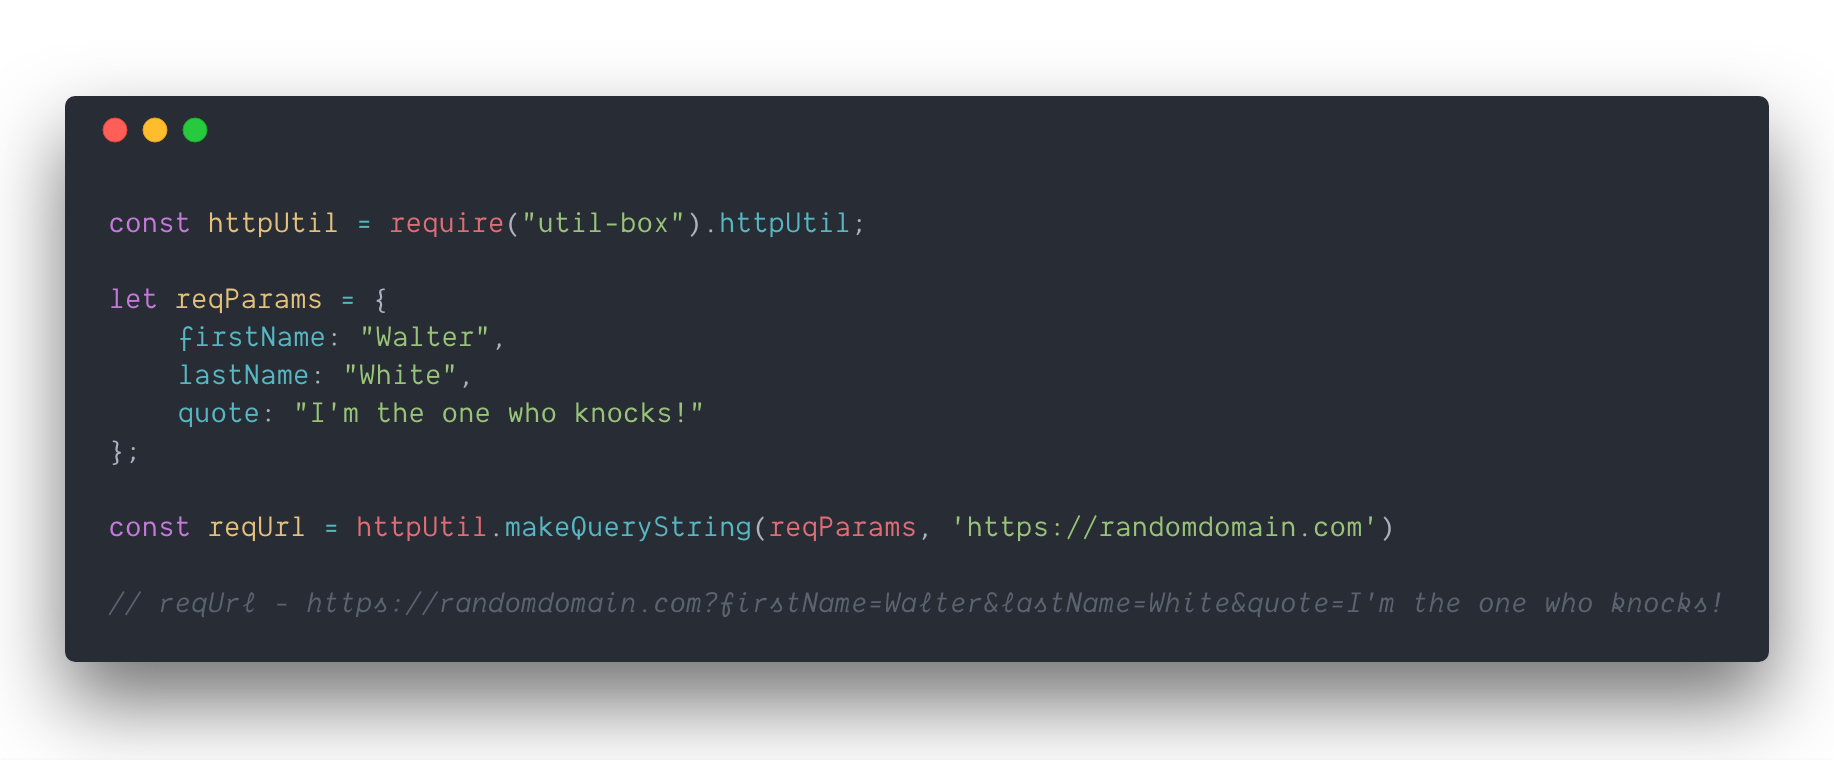 const httpUtil = require("util-box").httpUtil;
let reqParams = {
firstName: "Walter",
lastName: "White",
quote: "I'm the one who knocks!"
};
const reqUrl = httpUtil.makeQueryString(reqParams, 'https://randomdomain.com')
// reqUrl - https://randomdomain.com?firstName=Walter&lastName=White&quote=I'm the one who knocks!